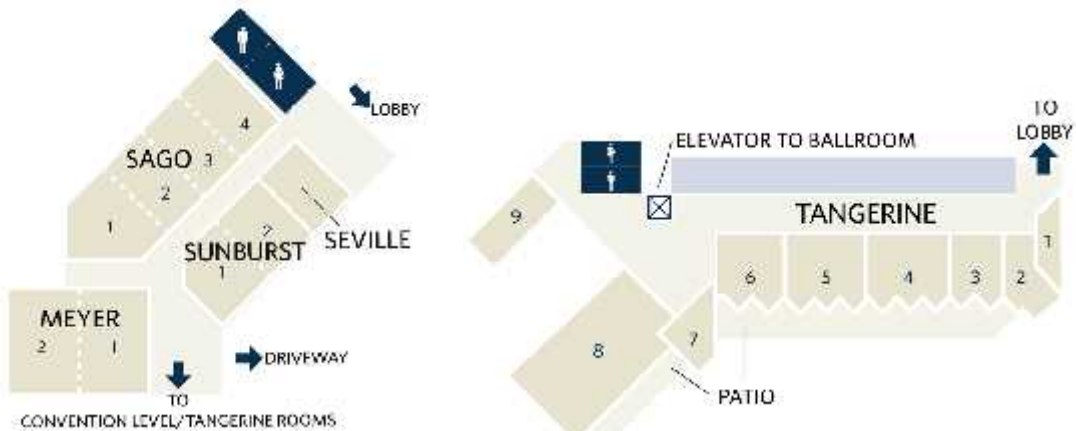 LOBBY
4
SAGO
3
2
1
SEVILLE
SUNBURST
2
1
MEYER
2
1
DRIVEWAY
TO
CONVENTION LEVEL/TANGERINE ROOMS
TO
LOBBY
ELEVATOR TO BALLROOM
TANGERINE
9
6
5
4
3
2
1
7
8
PATIO